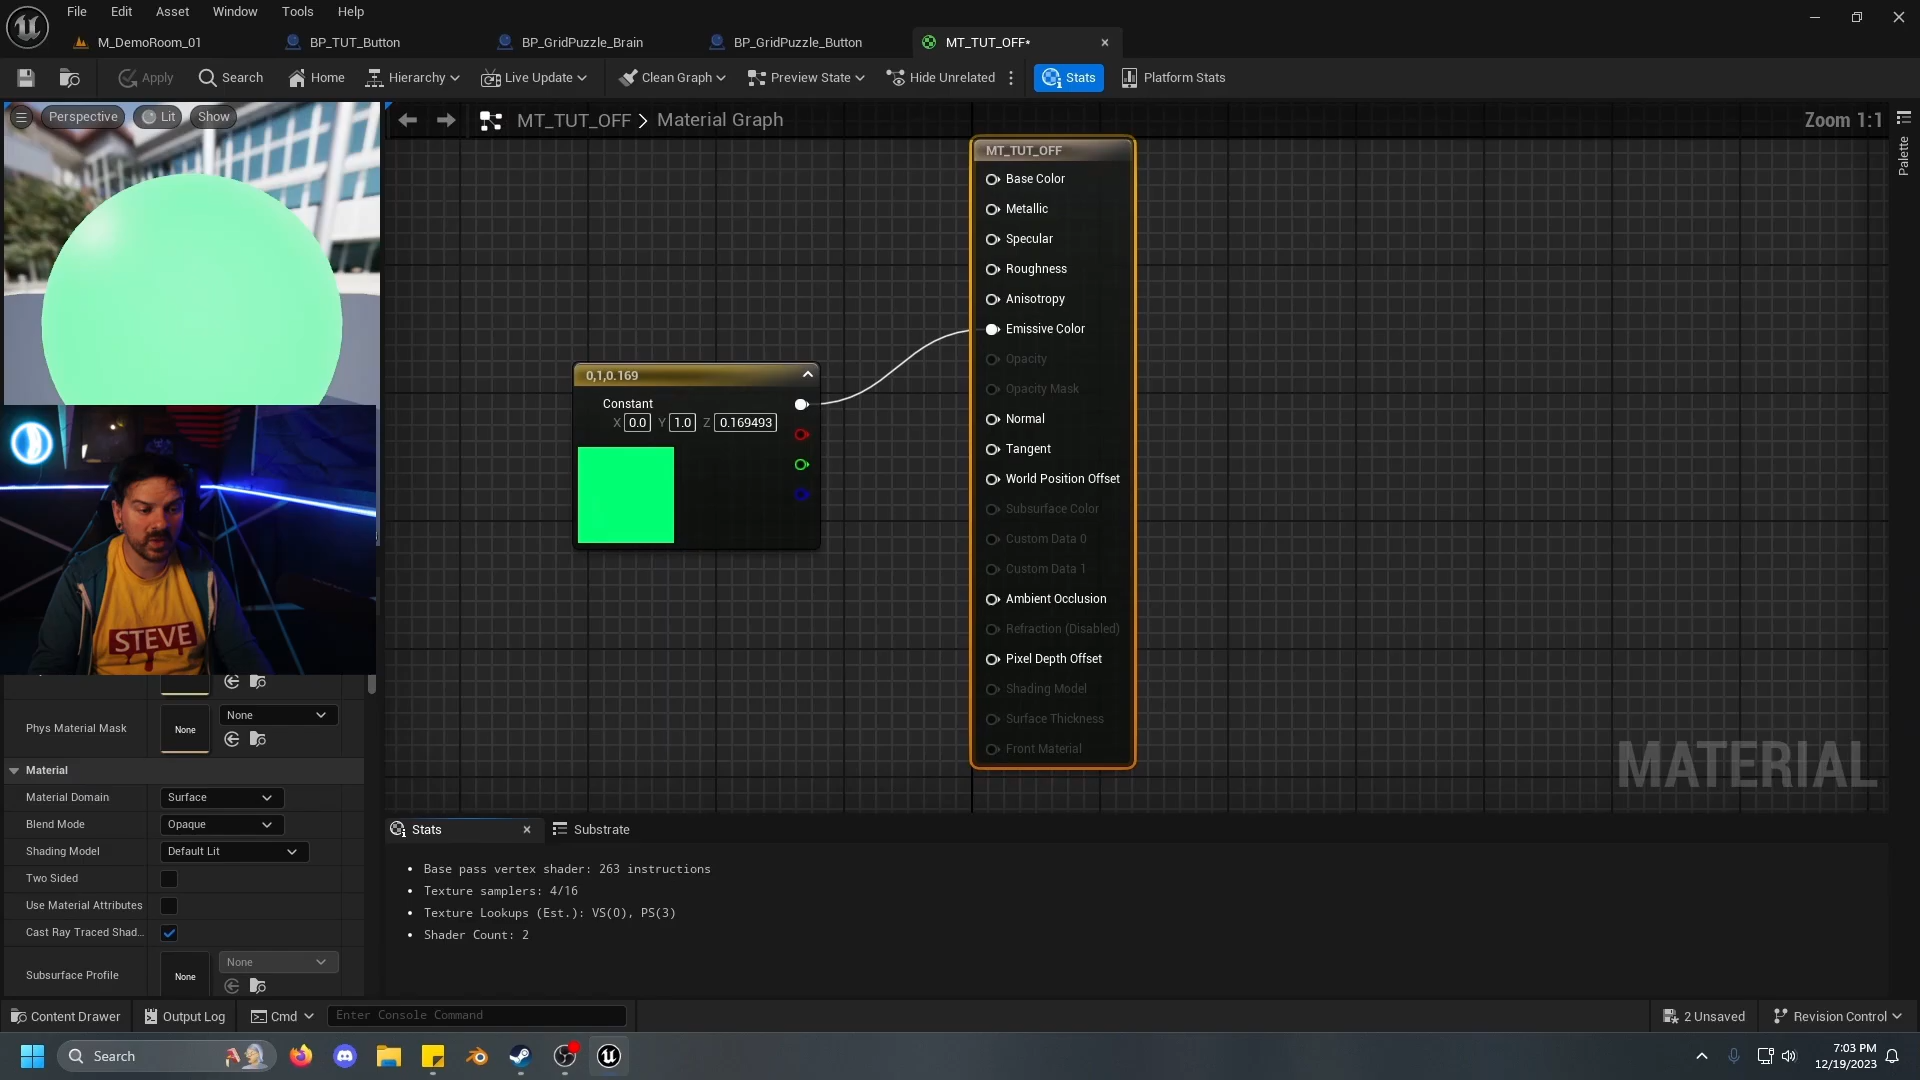 File Edit Asset Window Tools Help
M_DemoRoom_01 BP_TUT_Button BP_GridPuzzle_Brain BP_GridPuzzle_Button MT_TUT_OFF*
Apply Search Home Hierarchy Live Update Clean Graph Preview State Hide Unrelated Stats Platform Stats
Perspective Lit Show
MT_TUT_OFF > Material Graph
Zoom 1:1
Palette
MT_TUT_OFF
Base Color
Metallic
Specular
Roughness
Anisotropy
Emissive Color
Opacity
Opacity Mask
Normal
Tangent
World Position Offset
Subsurface Color
Custom Data 0
Custom Data 1
Ambient Occlusion
Refraction (Disabled)
Pixel Depth Offset
Shading Model
Surface Thickness
Front Material
0,1,0.169
Constant
X 0.0 Y 1.0 Z 0.169493
MATERIAL
STEVE
Phys Material Mask None None
Material
Material Domain Surface
Blend Mode Opaque
Shading Model Default Lit
Two Sided
Use Material Attributes
Cast Ray Traced Shad...
Subsurface Profile None None
Stats Substrate
• Base pass vertex shader: 263 instructions
• Texture samplers: 4/16
• Texture Lookups (Est.): VS(0), PS(3)
• Shader Count: 2
Content Drawer Output Log Cmd Enter Console Command 2 Unsaved Revision Control
Search
7:03 PM
12/19/2023